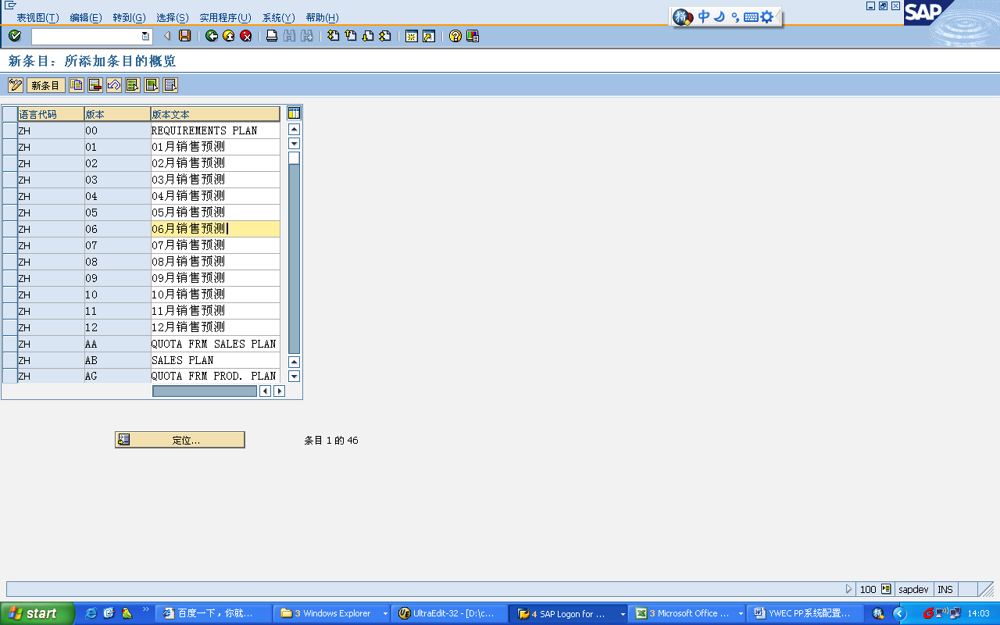 表视图(T) 编辑(E) 转到(G) 选择(S) 实用程序(U) 系统(Y) 帮助(H)
拼 中
SAP
新条目：所添加条目的概览
新条目
语言代码 版本 版本文本
ZH 00 REQUIREMENTS PLAN
ZH 01 01月销售预测
ZH 02 02月销售预测
ZH 03 03月销售预测
ZH 04 04月销售预测
ZH 05 05月销售预测
ZH 06 06月销售预测
ZH 07 07月销售预测
ZH 08 08月销售预测
ZH 09 09月销售预测
ZH 10 10月销售预测
ZH 11 11月销售预测
ZH 12 12月销售预测
ZH AA QUOTA FRM SALES PLAN
ZH AB SALES PLAN
ZH AG QUOTA FRM PROD. PLAN
定位... 条目 1 的 46
100 sapdev INS
start 百度一下，你就... 3 Windows Explorer UltraEdit-32 - [D:\c... 4 SAP Logon for ... 3 Microsoft Office ... YWEC PP系统配置... 14:03